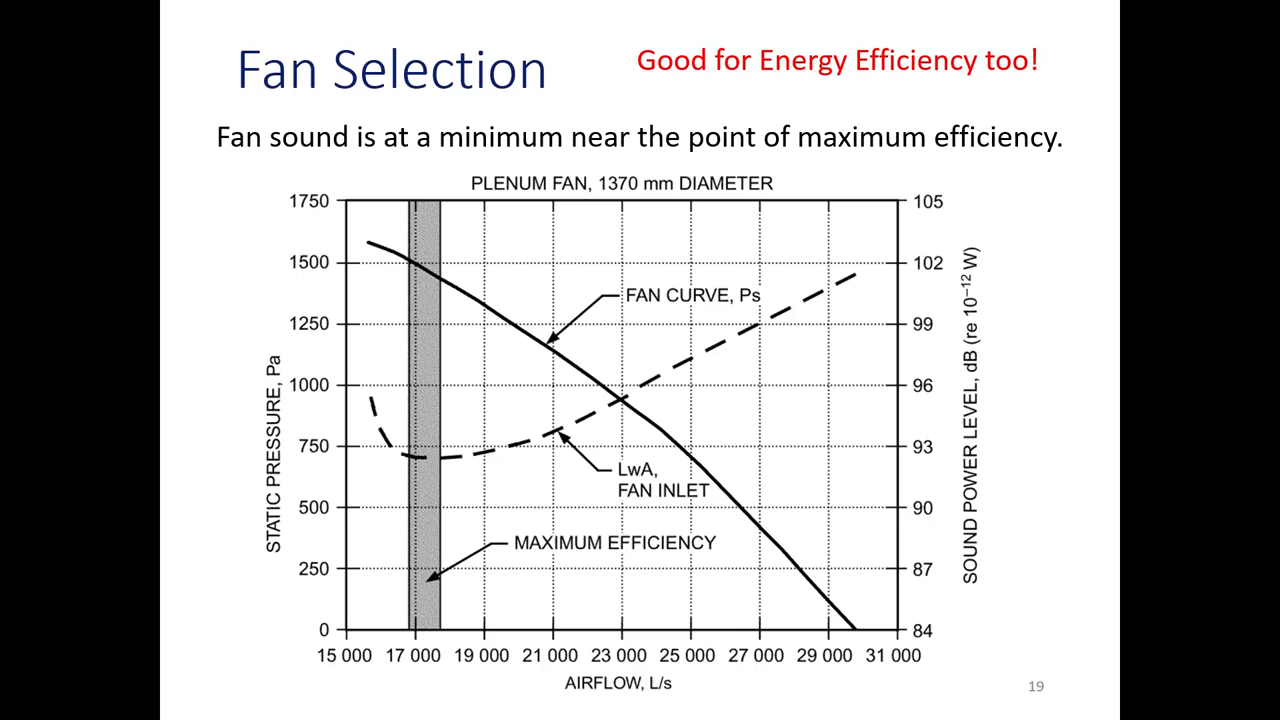 Fan Selection
Good for Energy Efficiency too!
Fan sound is at a minimum near the point of maximum efficiency.
PLENUM FAN, 1370 mm DIAMETER
1750
1500
1250
1000
750
500
250
0
STATIC PRESSURE, Pa
105
102
99
96
93
90
87
84
SOUND POWER LEVEL, dB (re 10⁻¹² W)
FAN CURVE, Ps
LwA,
FAN INLET
MAXIMUM EFFICIENCY
15 000 17 000 19 000 21 000 23 000 25 000 27 000 29 000 31 000
AIRFLOW, L/s
19